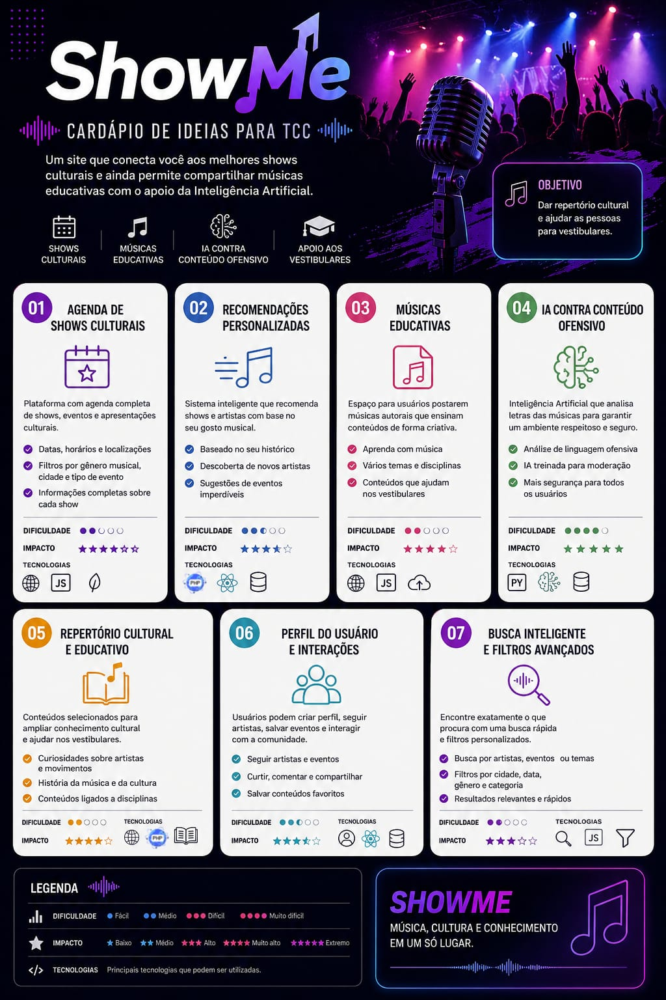 ShowMe
CARDÁPIO DE IDEIAS PARA TCC
Um site que conecta você aos melhores shows
culturais e ainda permite compartilhar músicas
educativas com o apoio da Inteligência Artificial.
SHOWS
CULTURAIS
MÚSICAS
EDUCATIVAS
IA CONTRA
CONTEÚDO OFENSIVO
APOIO AOS
VESTIBULARES
OBJETIVO
Dar repertório cultural
e ajudar as pessoas
para vestibulares.
01
AGENDA DE
SHOWS CULTURAIS
Plataforma com agenda completa
de shows, eventos e apresentações
culturais.
Datas, horários e localizações
Filtros por gênero musical,
cidade e tipo de evento
Informações completas sobre
cada show
DIFICULDADE
IMPACTO
TECNOLOGIAS
JS
02
RECOMENDAÇÕES
PERSONALIZADAS
Sistema inteligente que recomenda
shows e artistas com base no
seu gosto musical.
Baseado no seu histórico
Descoberta de novos artistas
Sugestões de eventos
imperdíveis
DIFICULDADE
IMPACTO
TECNOLOGIAS
PHP
03
MÚSICAS
EDUCATIVAS
Espaço para usuários postarem
músicas autorais que ensinam
conteúdos de forma criativa.
Aprenda com música
Vários temas e disciplinas
Conteúdos que ajudam
nos vestibulares
DIFICULDADE
IMPACTO
TECNOLOGIAS
JS
04
IA CONTRA CONTEÚDO
OFENSIVO
Inteligência Artificial que analisa
letras das músicas para garantir
um ambiente respeitoso e seguro.
Análise de linguagem ofensiva
IA treinada para moderação
Mais segurança para todos
os usuários
DIFICULDADE
IMPACTO
TECNOLOGIAS
PY
05
REPERTÓRIO CULTURAL
E EDUCATIVO
Conteúdos selecionados para
ampliar conhecimento cultural
e ajudar nos vestibulares.
Curiosidades sobre artistas
e movimentos
História da música e da cultura
Conteúdos ligados a disciplinas
DIFICULDADE
IMPACTO
TECNOLOGIAS
PHP
06
PERFIL DO USUÁRIO
E INTERAÇÕES
Usuários podem criar perfil, seguir
artistas, salvar eventos e interagir
com a comunidade.
Seguir artistas e eventos
Curtir, comentar e compartilhar
Salvar conteúdos favoritos
DIFICULDADE
IMPACTO
TECNOLOGIAS
07
BUSCA INTELIGENTE
E FILTROS AVANÇADOS
Encontre exatamente o que
procura com uma busca rápida
e filtros personalizados.
Busca por artistas, eventos ou temas
Filtros por cidade, data,
gênero e categoria
Resultados relevantes e rápidos
DIFICULDADE
IMPACTO
TECNOLOGIAS
JS
LEGENDA
DIFICULDADE Fácil Médio Difícil Muito dificil
IMPACTO Baixo Médio Alto Muito alto Extremo
</> TECNOLOGIAS Principais tecnologias que podem ser utilizadas.
SHOWME
MÚSICA, CULTURA E CONHECIMENTO
EM UM SÓ LUGAR.